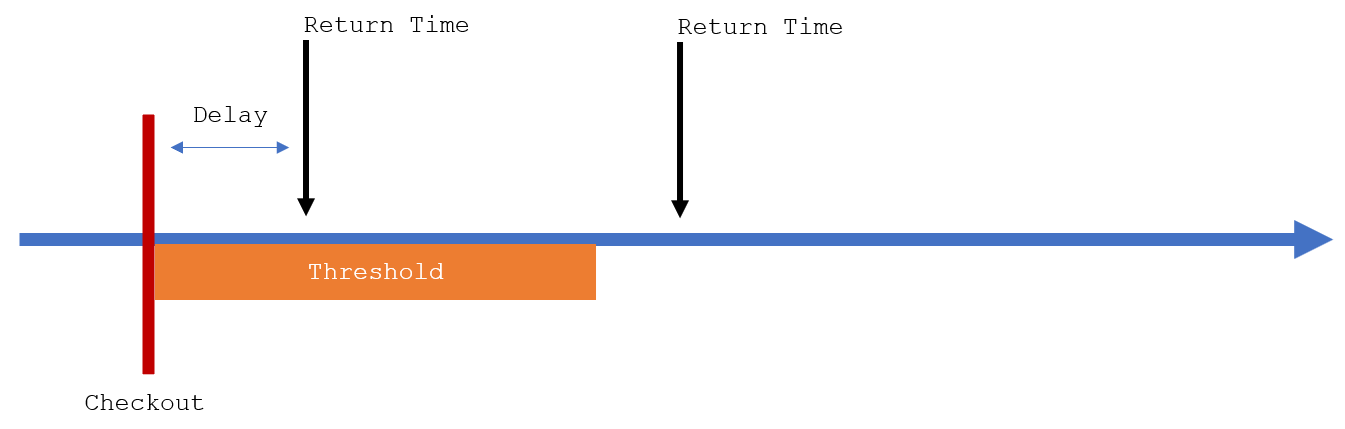 Return Time
Return Time
Delay
Threshold
Checkout